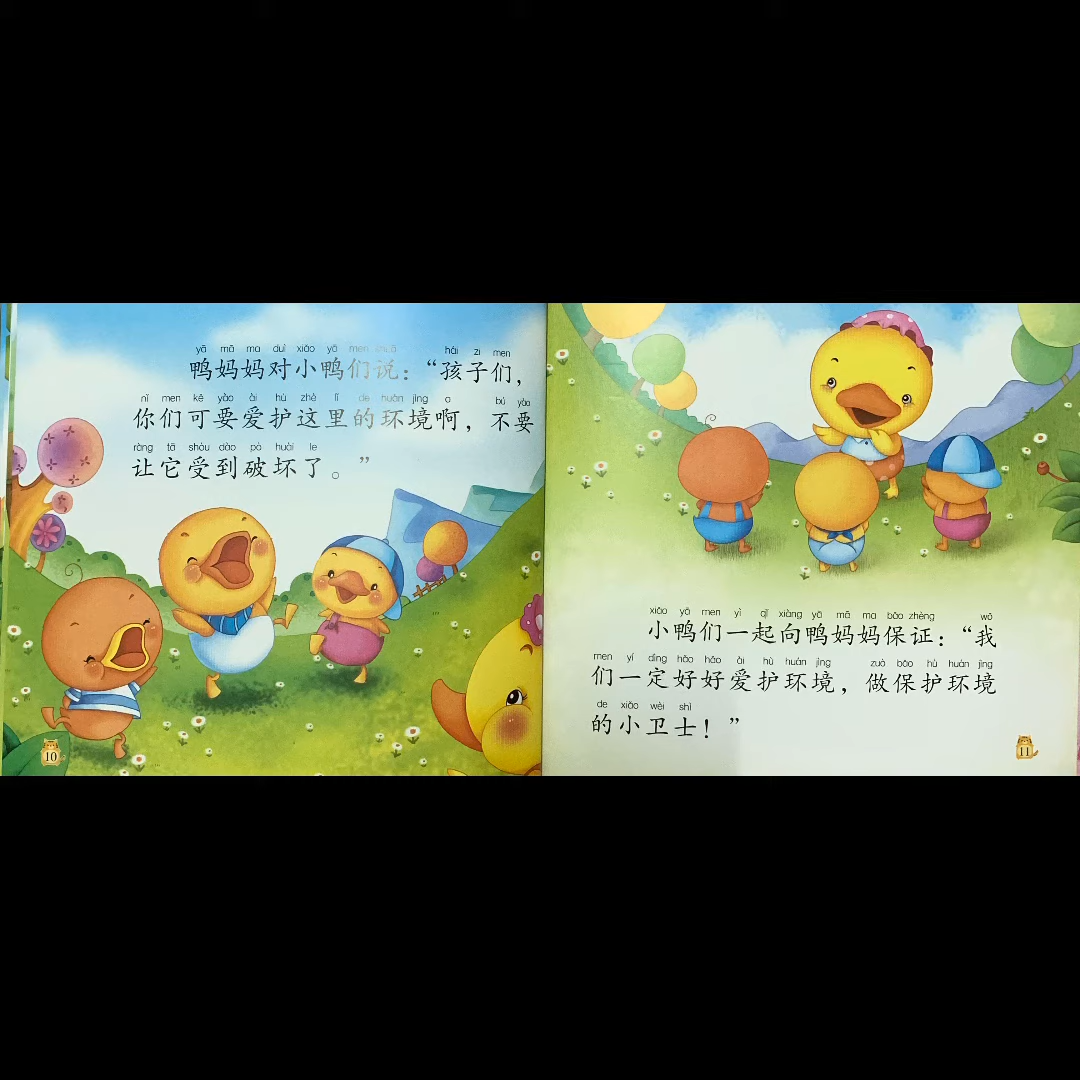 yā mā ma duì xiǎo yā men shuō hái zi men
鸭妈妈对小鸭们说：“孩子们，
nǐ men kě yào ài hù zhè lǐ de huán jìng a bú yào
你们可要爱护这里的环境啊，不要
ràng tā shòu dào pò huài le
让它受到破坏了。”
10
xiǎo yā men yì qǐ xiàng yā mā ma bǎo zhèng wǒ
小鸭们一起向鸭妈妈保证：“我
men yí dìng hǎo hǎo ài hù huán jìng zuò bǎo hù huán jìng
们一定好好爱护环境，做保护环境
de xiǎo wèi shì
的小卫士！”
11